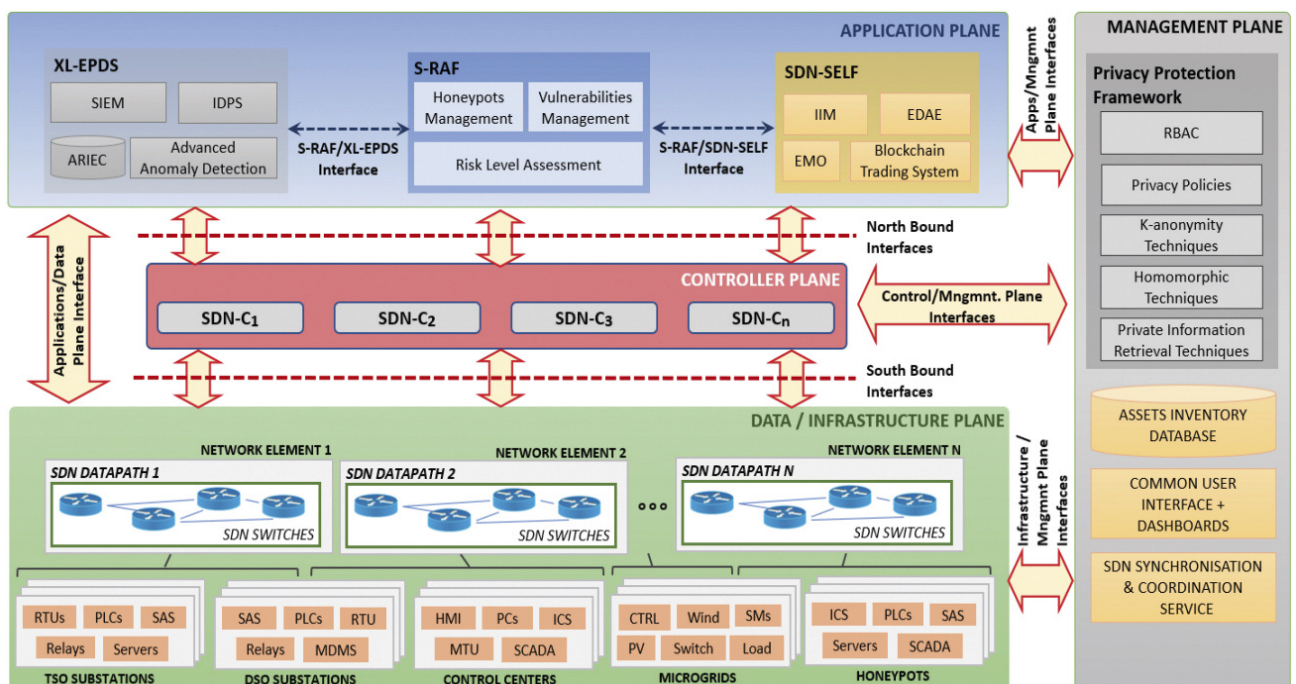 APPLICATION PLANE
XL-EPDS
SIEM
IDPS
ARIEC
Advanced
Anomaly Detection
S-RAF/XL-EPDS
Interface
S-RAF
Honeypots
Management
Vulnerabilities
Management
Risk Level Assessment
S-RAF/SDN-SELF
Interface
SDN-SELF
IIM
EDAE
EMO
Blockchain
Trading System
Apps/Mngmnt
Plane Interfaces
MANAGEMENT PLANE
Privacy Protection
Framework
RBAC
Privacy Policies
K-anonymity
Techniques
Homomorphic
Techniques
Private Information
Retrieval Techniques
ASSETS INVENTORY
DATABASE
COMMON USER
INTERFACE +
DASHBOARDS
SDN SYNCHRONISATION
& COORDINATION
SERVICE
Applications/Data
Plane Interface
North Bound
Interfaces
CONTROLLER PLANE
SDN-C1
SDN-C2
SDN-C3
SDN-Cn
Control/Mngmnt. Plane
Interfaces
South Bound
Interfaces
DATA / INFRASTRUCTURE PLANE
NETWORK ELEMENT 1
SDN DATAPATH 1
SDN SWITCHES
NETWORK ELEMENT 2
SDN DATAPATH 2
SDN SWITCHES
NETWORK ELEMENT N
SDN DATAPATH N
SDN SWITCHES
Infrastructure /
Mngmnt Plane
Interfaces
RTUs PLCs SAS
Relays Servers
TSO SUBSTATIONS
SAS PLCs RTU
Relays MDMS
DSO SUBSTATIONS
HMI PCs ICS
MTU SCADA
CONTROL CENTERS
CTRL Wind SMs
PV Switch Load
MICROGRIDS
ICS PLCs SAS
Servers SCADA
HONEYPOTS